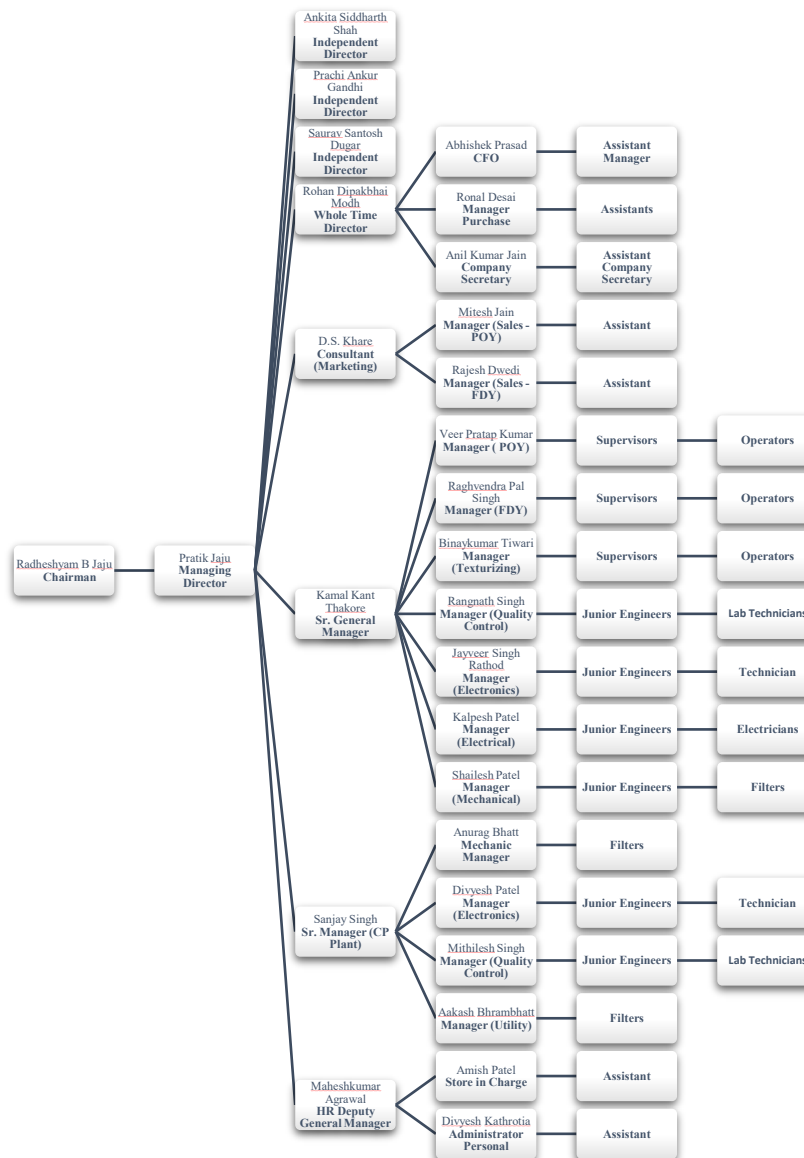 Ankita Siddharth
Shah
Independent
Director
Prachi Ankur
Gandhi
Independent
Director
Saurav Santosh
Dugar
Independent
Director
Rohan Dipakbhai
Modh
Whole Time
Director
Abhishek Prasad
CFO
Assistant
Manager
Ronal Desai
Manager
Purchase
Assistants
Anil Kumar Jain
Company
Secretary
Assistant
Company
Secretary
D.S. Khare
Consultant
(Marketing)
Mitesh Jain
Manager (Sales -
POY)
Assistant
Rajesh Dwedi
Manager (Sales -
FDY)
Assistant
Radheshyam B Jaju
Chairman
Pratik Jaju
Managing
Director
Kamal Kant
Thakore
Sr. General
Manager
Veer Pratap Kumar
Manager ( POY)
Supervisors
Operators
Raghvendra Pal
Singh
Manager (FDY)
Supervisors
Operators
Binaykumar Tiwari
Manager
(Texturizing)
Supervisors
Operators
Rangnath Singh
Manager (Quality
Control)
Junior Engineers
Lab Technicians
Jayveer Singh
Rathod
Manager
(Electronics)
Junior Engineers
Technician
Kalpesh Patel
Manager
(Electrical)
Junior Engineers
Electricians
Shailesh Patel
Manager
(Mechanical)
Junior Engineers
Filters
Sanjay Singh
Sr. Manager (CP
Plant)
Anurag Bhatt
Mechanic
Manager
Filters
Divyesh Patel
Manager
(Electronics)
Junior Engineers
Technician
Mithilesh Singh
Manager (Quality
Control)
Junior Engineers
Lab Technicians
Aakash Bhrambhatt
Manager (Utility)
Filters
Maheshkumar
Agrawal
HR Deputy
General Manager
Amish Patel
Store in Charge
Assistant
Divyesh Kathrotia
Administrator
Personal
Assistant